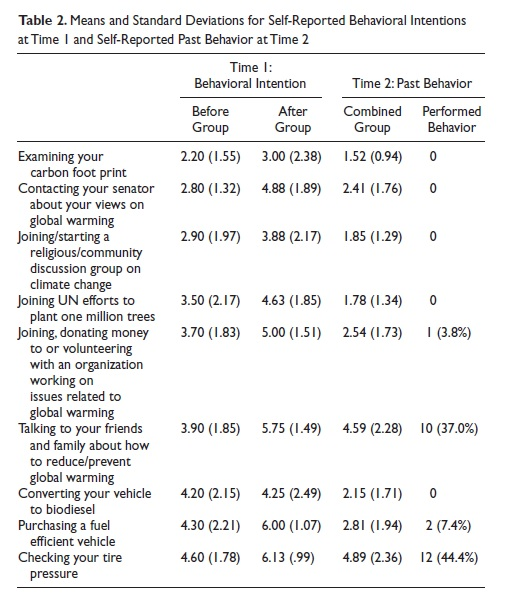 Table 2. Means and Standard Deviations for Self-Reported Behavioral Intentions
at Time 1 and Self-Reported Past Behavior at Time 2
Time 1:
Behavioral Intention Time 2: Past Behavior
Before After Combined Performed
Group Group Group Behavior
Examining your 2.20 (1.55) 3.00 (2.38) 1.52 (0.94) 0
carbon foot print
Contacting your senator 2.80 (1.32) 4.88 (1.89) 2.41 (1.76) 0
about your views on
global warming
Joining/starting a 2.90 (1.97) 3.88 (2.17) 1.85 (1.29) 0
religious/community
discussion group on
climate change
Joining UN efforts to 3.50 (2.17) 4.63 (1.85) 1.78 (1.34) 0
plant one million trees
Joining, donating money 3.70 (1.83) 5.00 (1.51) 2.54 (1.73) 1 (3.8%)
to or volunteering
with an organization
working on
issues related to
global warming
Talking to your friends 3.90 (1.85) 5.75 (1.49) 4.59 (2.28) 10 (37.0%)
and family about how
to reduce/prevent
global warming
Converting your vehicle 4.20 (2.15) 4.25 (2.49) 2.15 (1.71) 0
to biodiesel
Purchasing a fuel 4.30 (2.21) 6.00 (1.07) 2.81 (1.94) 2 (7.4%)
efficient vehicle
Checking your tire 4.60 (1.78) 6.13 (.99) 4.89 (2.36) 12 (44.4%)
pressure